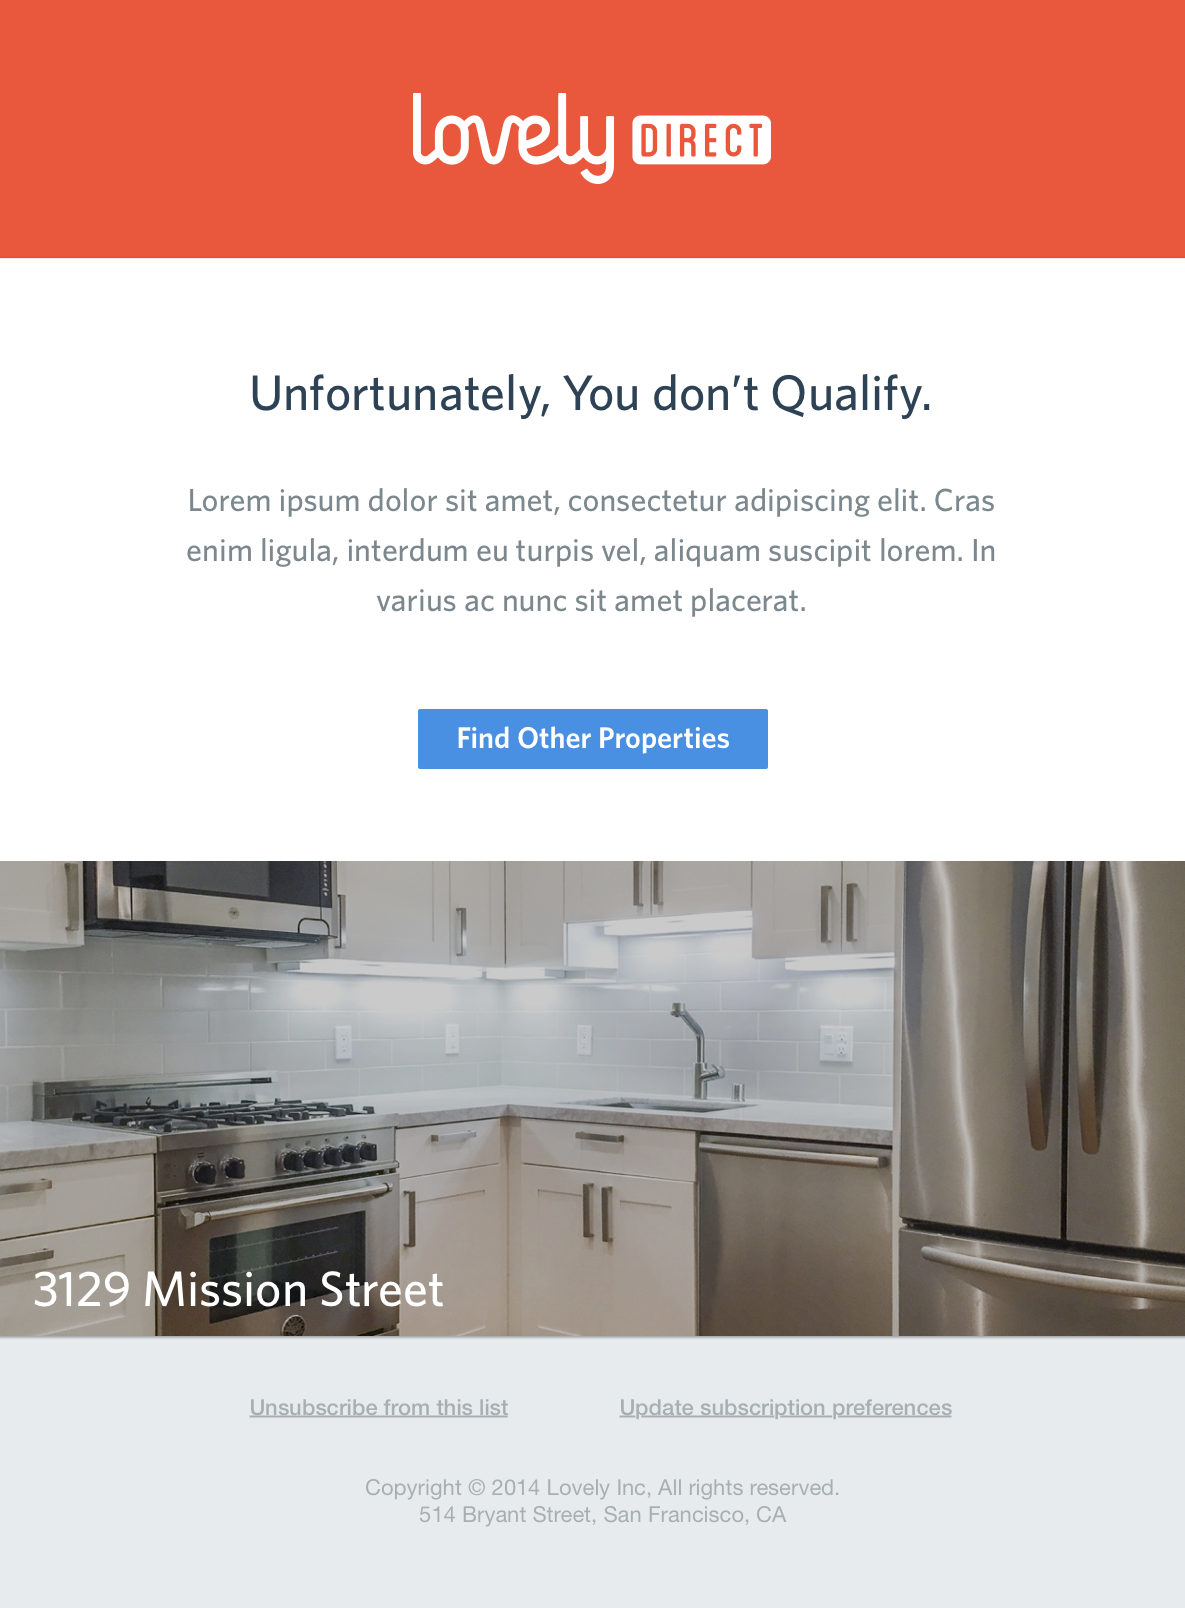 lovely DIRECT
Unfortunately, You don’t Qualify.
Lorem ipsum dolor sit amet, consectetur adipiscing elit. Cras
enim ligula, interdum eu turpis vel, aliquam suscipit lorem. In
varius ac nunc sit amet placerat.
Find Other Properties
3129 Mission Street
Unsubscribe from this list
Update subscription preferences
Copyright © 2014 Lovely Inc, All rights reserved.
514 Bryant Street, San Francisco, CA